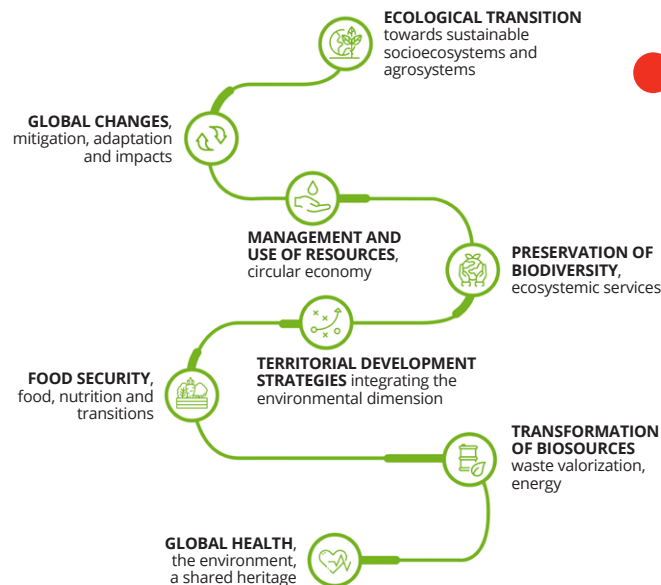 ECOLOGICAL TRANSITION
towards sustainable
socioecosystems and
agrosystems
GLOBAL CHANGES,
mitigation, adaptation
and impacts
MANAGEMENT AND
USE OF RESOURCES,
circular economy
PRESERVATION OF
BIODIVERSITY,
ecosystemic services
TERRITORIAL DEVELOPMENT
STRATEGIES integrating the
environmental dimension
FOOD SECURITY,
food, nutrition and
transitions
TRANSFORMATION
OF BIOSOURCES
waste valorization,
energy
GLOBAL HEALTH,
the environment,
a shared heritage